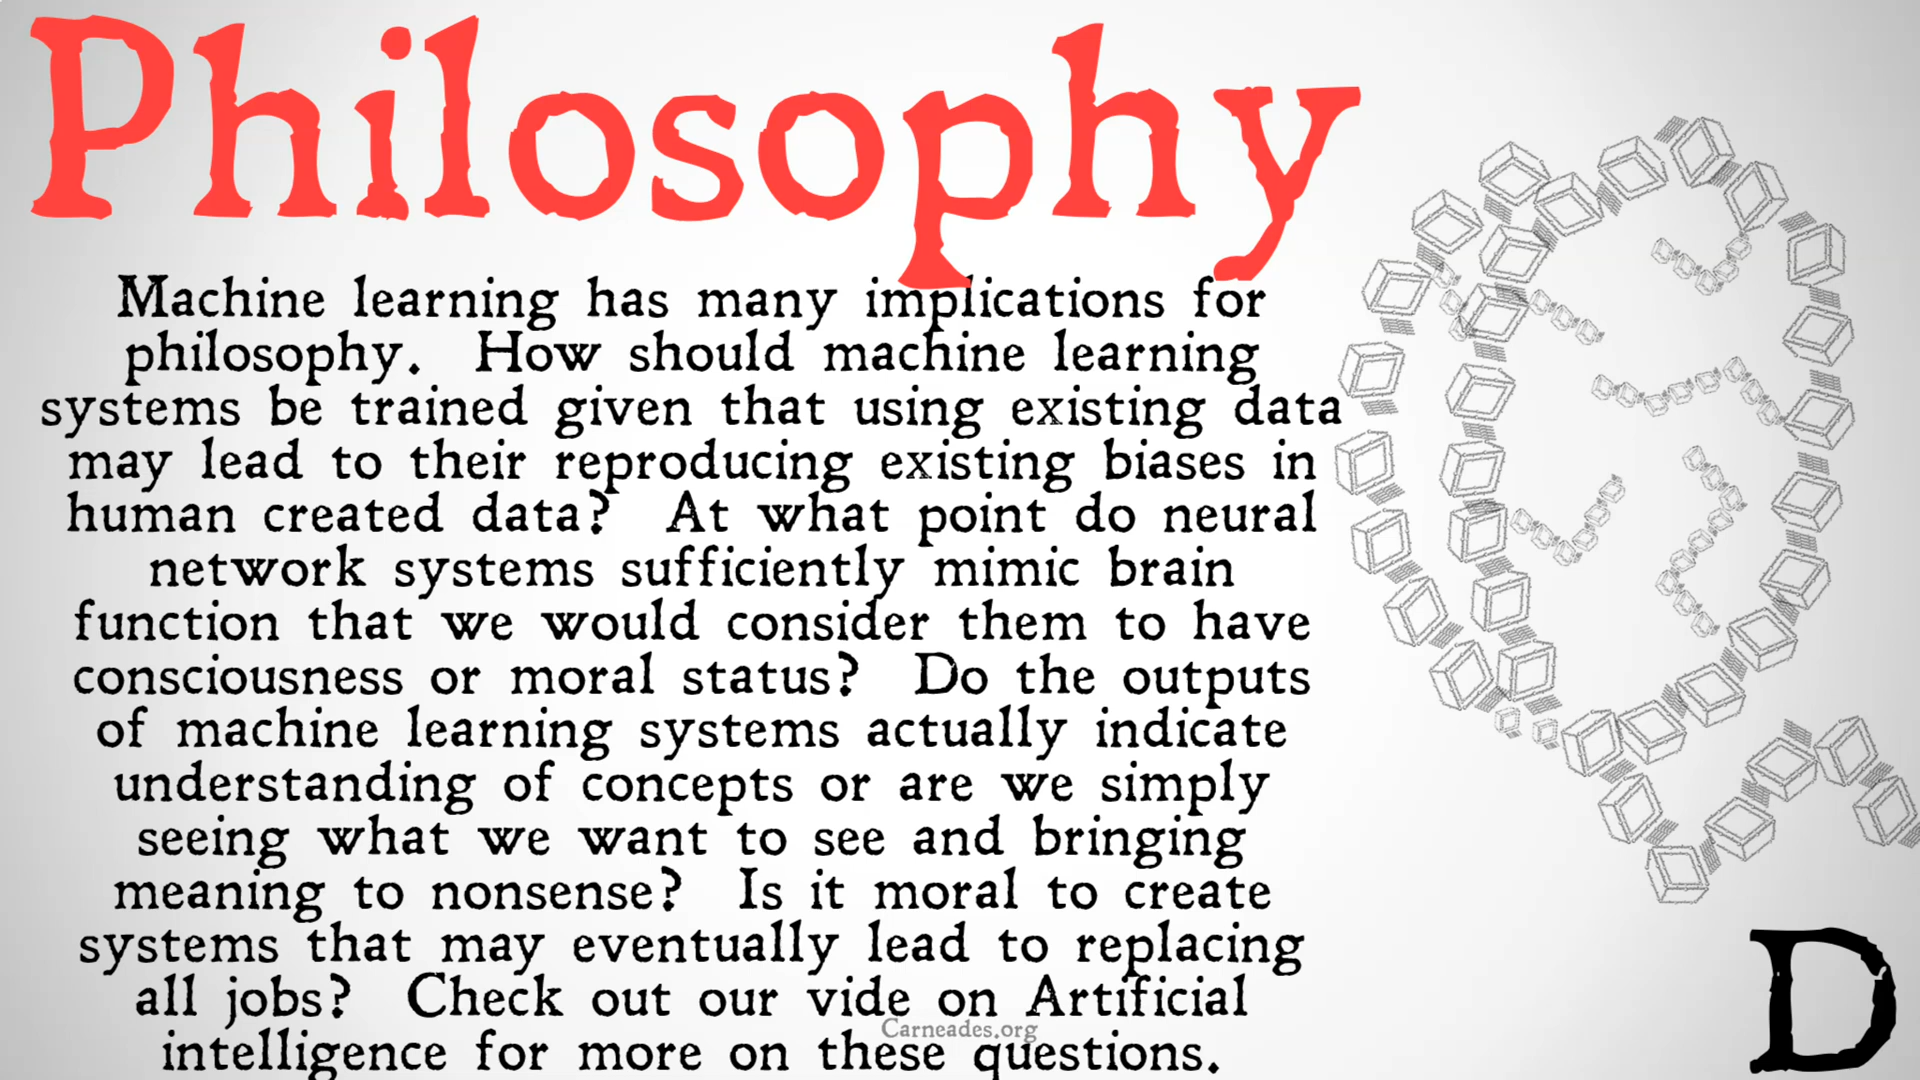 Philosophy
Machine learning has many implications for
philosophy. How should machine learning
systems be trained given that using existing data
may lead to their reproducing existing biases in
human created data? At what point do neural
network systems sufficiently mimic brain
function that we would consider them to have
consciousness or moral status? Do the outputs
of machine learning systems actually indicate
understanding of concepts or are we simply
seeing what we want to see and bringing
meaning to nonsense? Is it moral to create
systems that may eventually lead to replacing
all jobs? Check out our vide on Artificial
Carneades.org
intelligence for more on these questions.
D